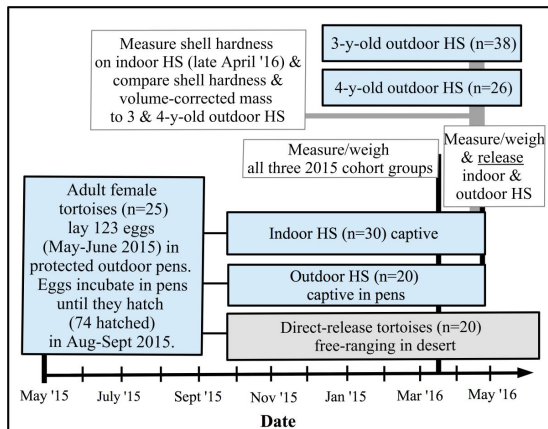 Measure shell hardness
on indoor HS (late April '16) &
compare shell hardness &
volume-corrected mass
to 3 & 4-y-old outdoor HS
3-y-old outdoor HS (n=38)
4-y-old outdoor HS (n=26)
Measure/weigh
all three 2015 cohort groups
Measure/weigh
& release
indoor &
outdoor HS
Adult female
tortoises (n=25)
lay 123 eggs
(May-June 2015) in
protected outdoor pens.
Eggs incubate in pens
until they hatch
(74 hatched)
in Aug-Sept 2015.
Indoor HS (n=30) captive
Outdoor HS (n=20)
captive in pens
Direct-release tortoises (n=20)
free-ranging in desert
May '15 July '15 Sept '15 Nov '15 Jan '16 Mar '16 May '16
Date